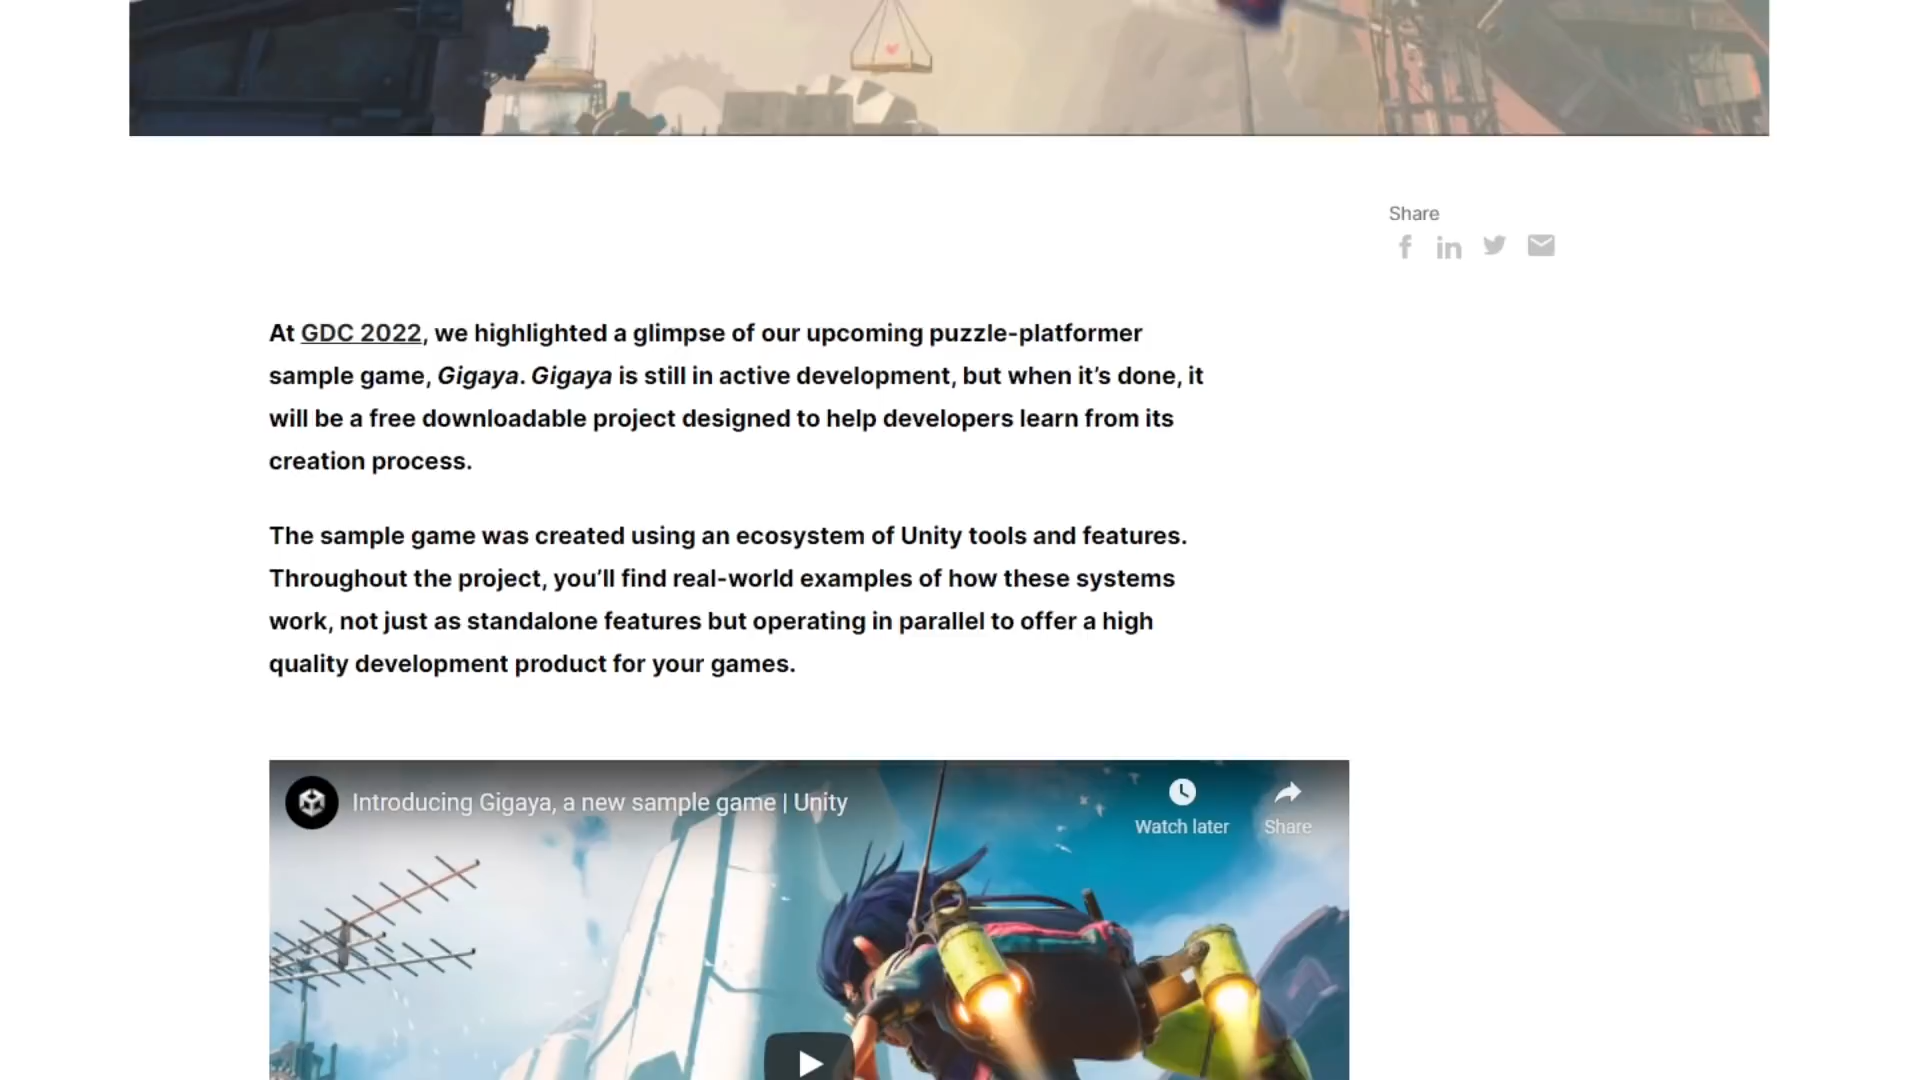 Share
At GDC 2022, we highlighted a glimpse of our upcoming puzzle-platformer
sample game, Gigaya. Gigaya is still in active development, but when it’s done, it
will be a free downloadable project designed to help developers learn from its
creation process.
The sample game was created using an ecosystem of Unity tools and features.
Throughout the project, you’ll find real-world examples of how these systems
work, not just as standalone features but operating in parallel to offer a high
quality development product for your games.
Introducing Gigaya, a new sample game | Unity
Watch later
Share